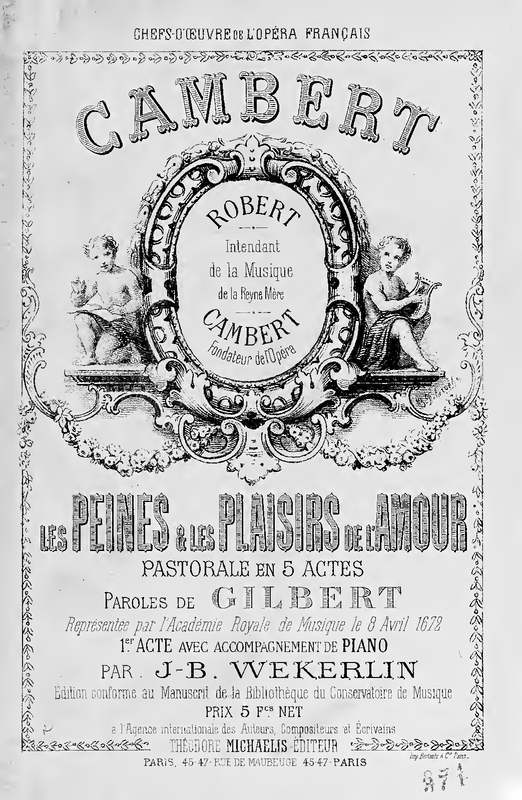 CHEFS-D'ŒUVRE DE L'OPÉRA FRANÇAIS
CAMBERT
ROBERT
Intendant
de la Musique
de la Reyne Mère
CAMBERT
fondateur de l'Opéra
LES PEINES & LES PLAISIRS DE L'AMOUR
PASTORALE EN 5 ACTES
PAROLES DE GILBERT
Représentée par l'Académie Royale de Musique le 8 Avril 1672
1er ACTE AVEC ACCOMPAGNEMENT DE PIANO
PAR J-B. WEKERLIN
Edition conforme au Manuscrit de la Bibliothèque du Conservatoire de Musique
PRIX 5 Fcs NET
a l'Agence internationale des Auteurs, Compositeurs et Écrivains
THÉODORE MICHAELIS ÉDITEUR
PARIS, 45-47-RUE DE MAUBEUGE 45-47-PARIS
Imp. Bertauts & Cie Paris.